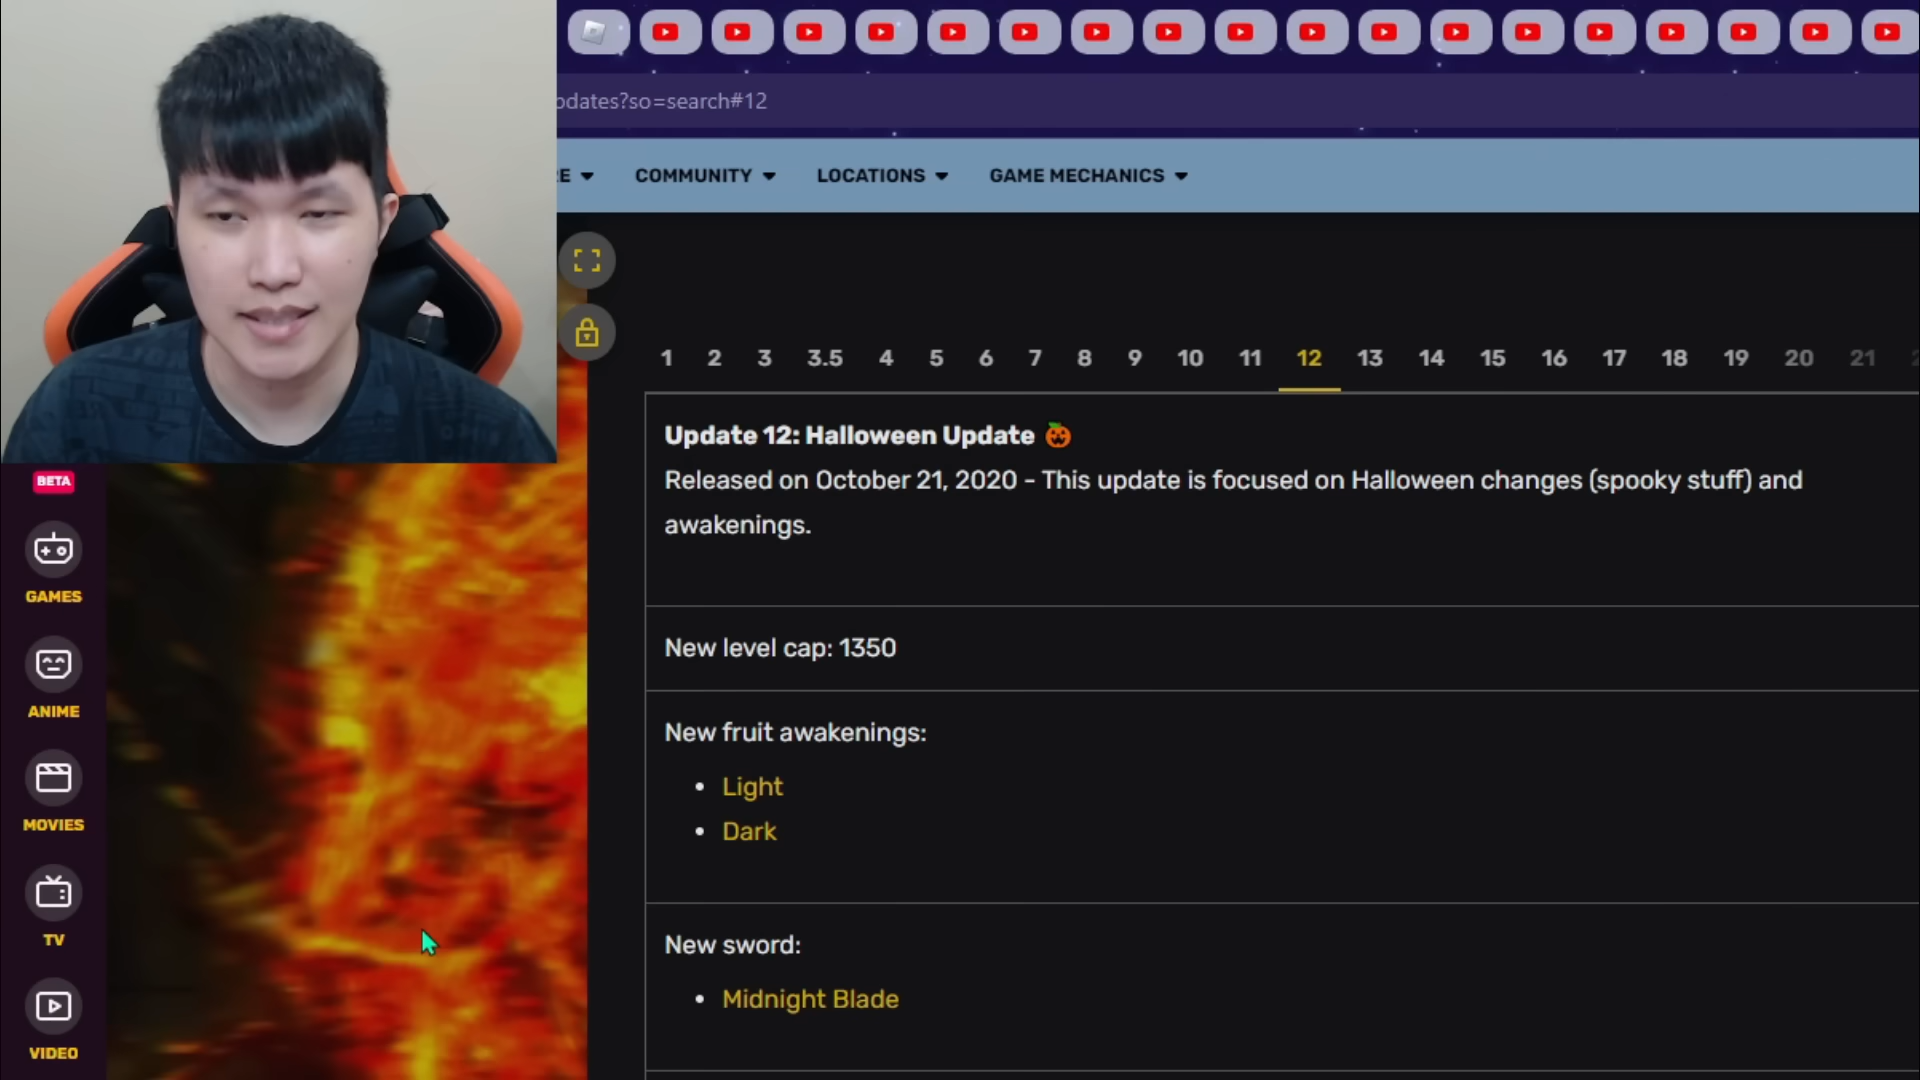 pdates?so=search#12
E
COMMUNITY
LOCATIONS
GAME MECHANICS
1 2 3 3.5 4 5 6 7 8 9 10 11 12 13 14 15 16 17 18 19 20 21
Update 12: Halloween Update 🎃
Released on October 21, 2020 - This update is focused on Halloween changes (spooky stuff) and
awakenings.
New level cap: 1350
New fruit awakenings:
• Light
• Dark
New sword:
• Midnight Blade
BETA
GAMES
ANIME
MOVIES
TV
VIDEO